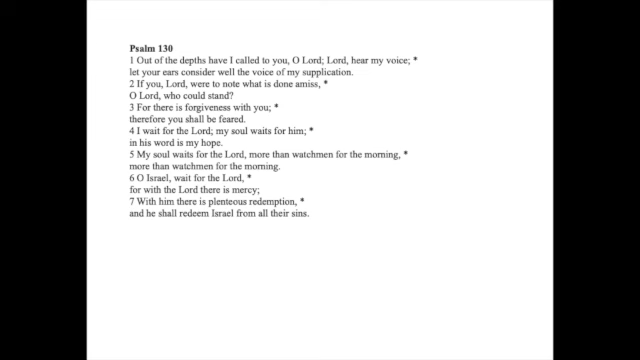 Psalm 130
1 Out of the depths have I called to you, O Lord; Lord, hear my voice; *
let your ears consider well the voice of my supplication.
2 If you, Lord, were to note what is done amiss, *
O Lord, who could stand?
3 For there is forgiveness with you; *
therefore you shall be feared.
4 I wait for the Lord; my soul waits for him; *
in his word is my hope.
5 My soul waits for the Lord, more than watchmen for the morning, *
more than watchmen for the morning.
6 O Israel, wait for the Lord, *
for with the Lord there is mercy;
7 With him there is plenteous redemption, *
and he shall redeem Israel from all their sins.